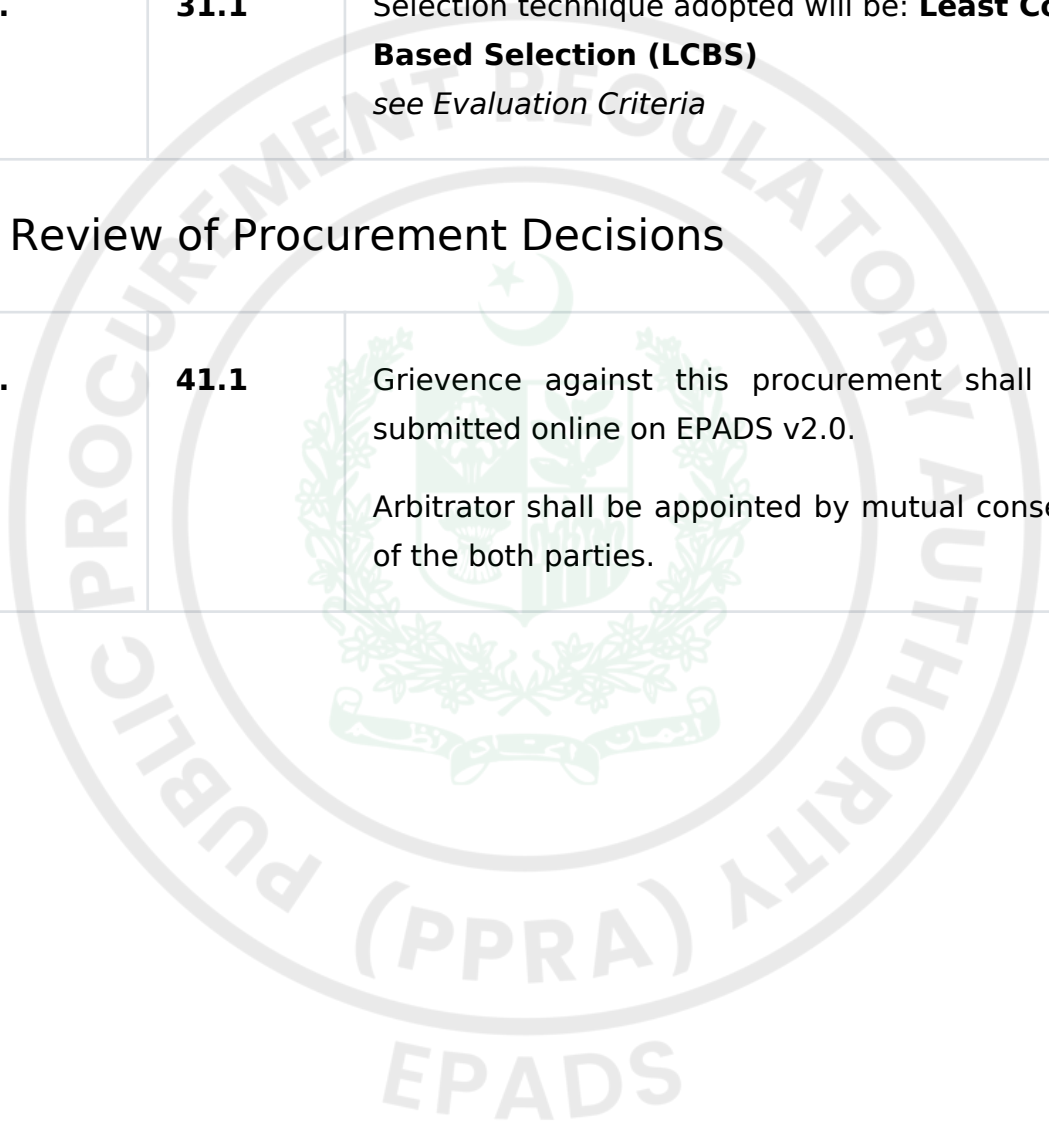 . 31.1 Selection technique adopted will be: Least Co
Based Selection (LCBS)
see Evaluation Criteria
Review of Procurement Decisions
. 41.1 Grievence against this procurement shall
submitted online on EPADS v2.0.
Arbitrator shall be appointed by mutual conse
of the both parties.
PUBLIC PROCUREMENT REGULATORY AUTHORITY
(PPRA)
EPADS